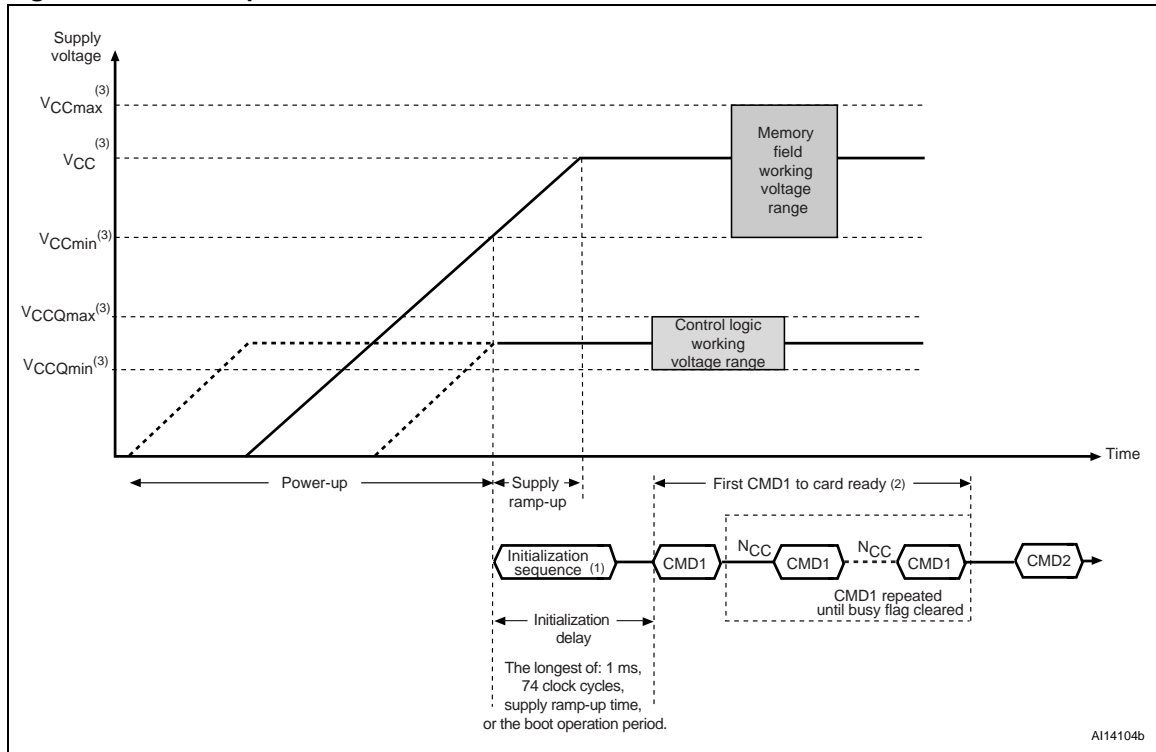 Supply
voltage
VCCmax(3)
VCC(3)
VCCmin(3)
VCCQmax(3)
VCCQmin(3)
Memory
field
working
voltage
range
Control logic
working
voltage range
Time
Power-up
Supply
ramp-up
First CMD1 to card ready (2)
Initialization
sequence (1)
CMD1
NCC
CMD1
NCC
CMD1
CMD2
CMD1 repeated
until busy flag cleared
Initialization
delay
The longest of: 1 ms,
74 clock cycles,
supply ramp-up time,
or the boot operation period.
AI14104b